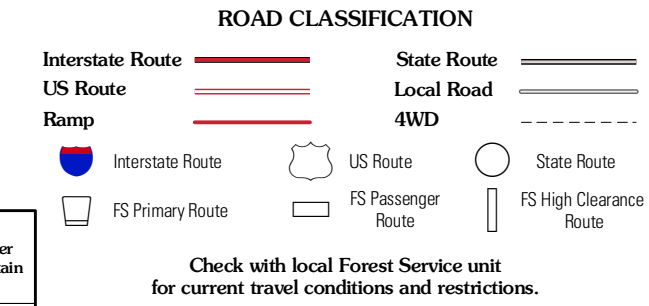 ROAD CLASSIFICATION
Interstate Route State Route
US Route Local Road
Ramp 4WD
Interstate Route US Route State Route
FS Primary Route
FS Passenger
Route
FS High Clearance
Route
Check with local Forest Service unit
for current travel conditions and restrictions.